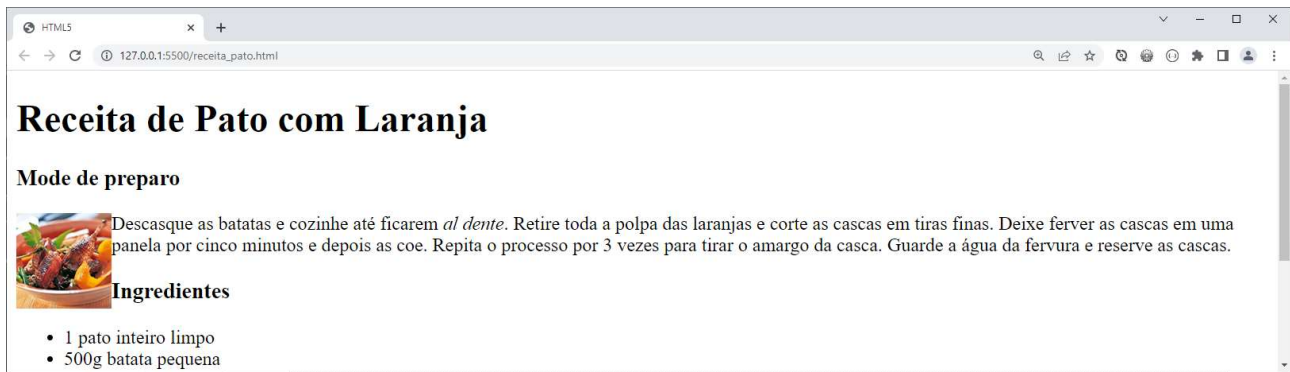 HTML5
127.0.0.1:5500/receita_pato.html
Receita de Pato com Laranja
Mode de preparo
Descasque as batatas e cozinhe até ficarem al dente. Retire toda a polpa das laranjas e corte as cascas em tiras finas. Deixe ferver as cascas em uma
panela por cinco minutos e depois as coe. Repita o processo por 3 vezes para tirar o amargo da casca. Guarde a água da fervura e reserve as cascas.
Ingredientes
• 1 pato inteiro limpo
• 500g batata pequena